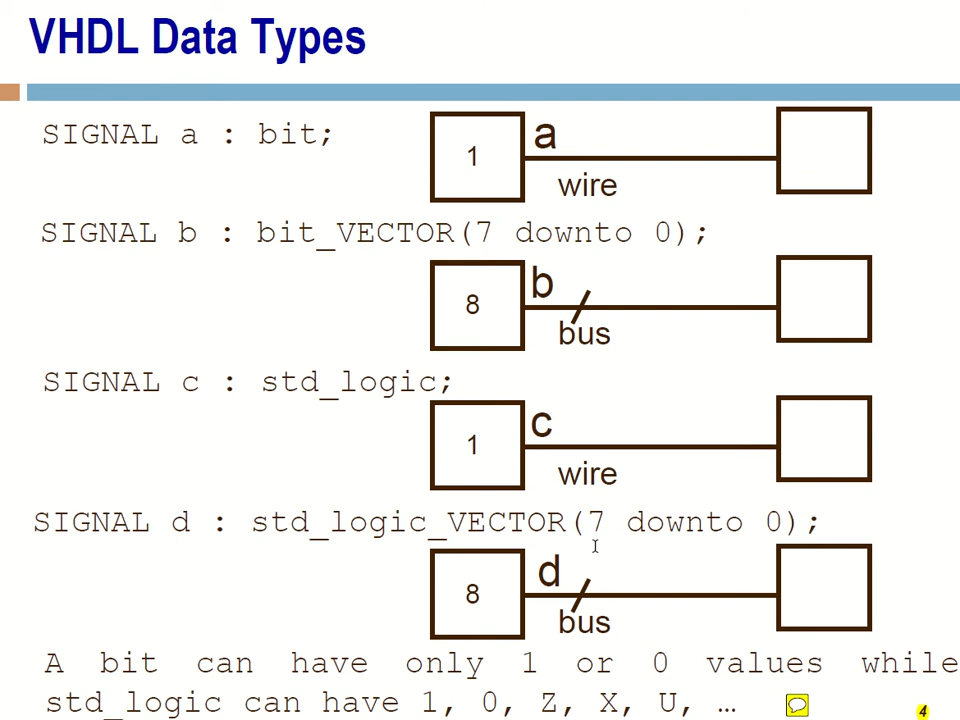 VHDL Data Types
SIGNAL a : bit;
1
a
wire
SIGNAL b : bit_VECTOR(7 downto 0);
8
b
bus
SIGNAL c : std_logic;
1
c
wire
SIGNAL d : std_logic_VECTOR(7 downto 0);
8
d
bus
A bit can have only 1 or 0 values while
std_logic can have 1, 0, Z, X, U, …
4